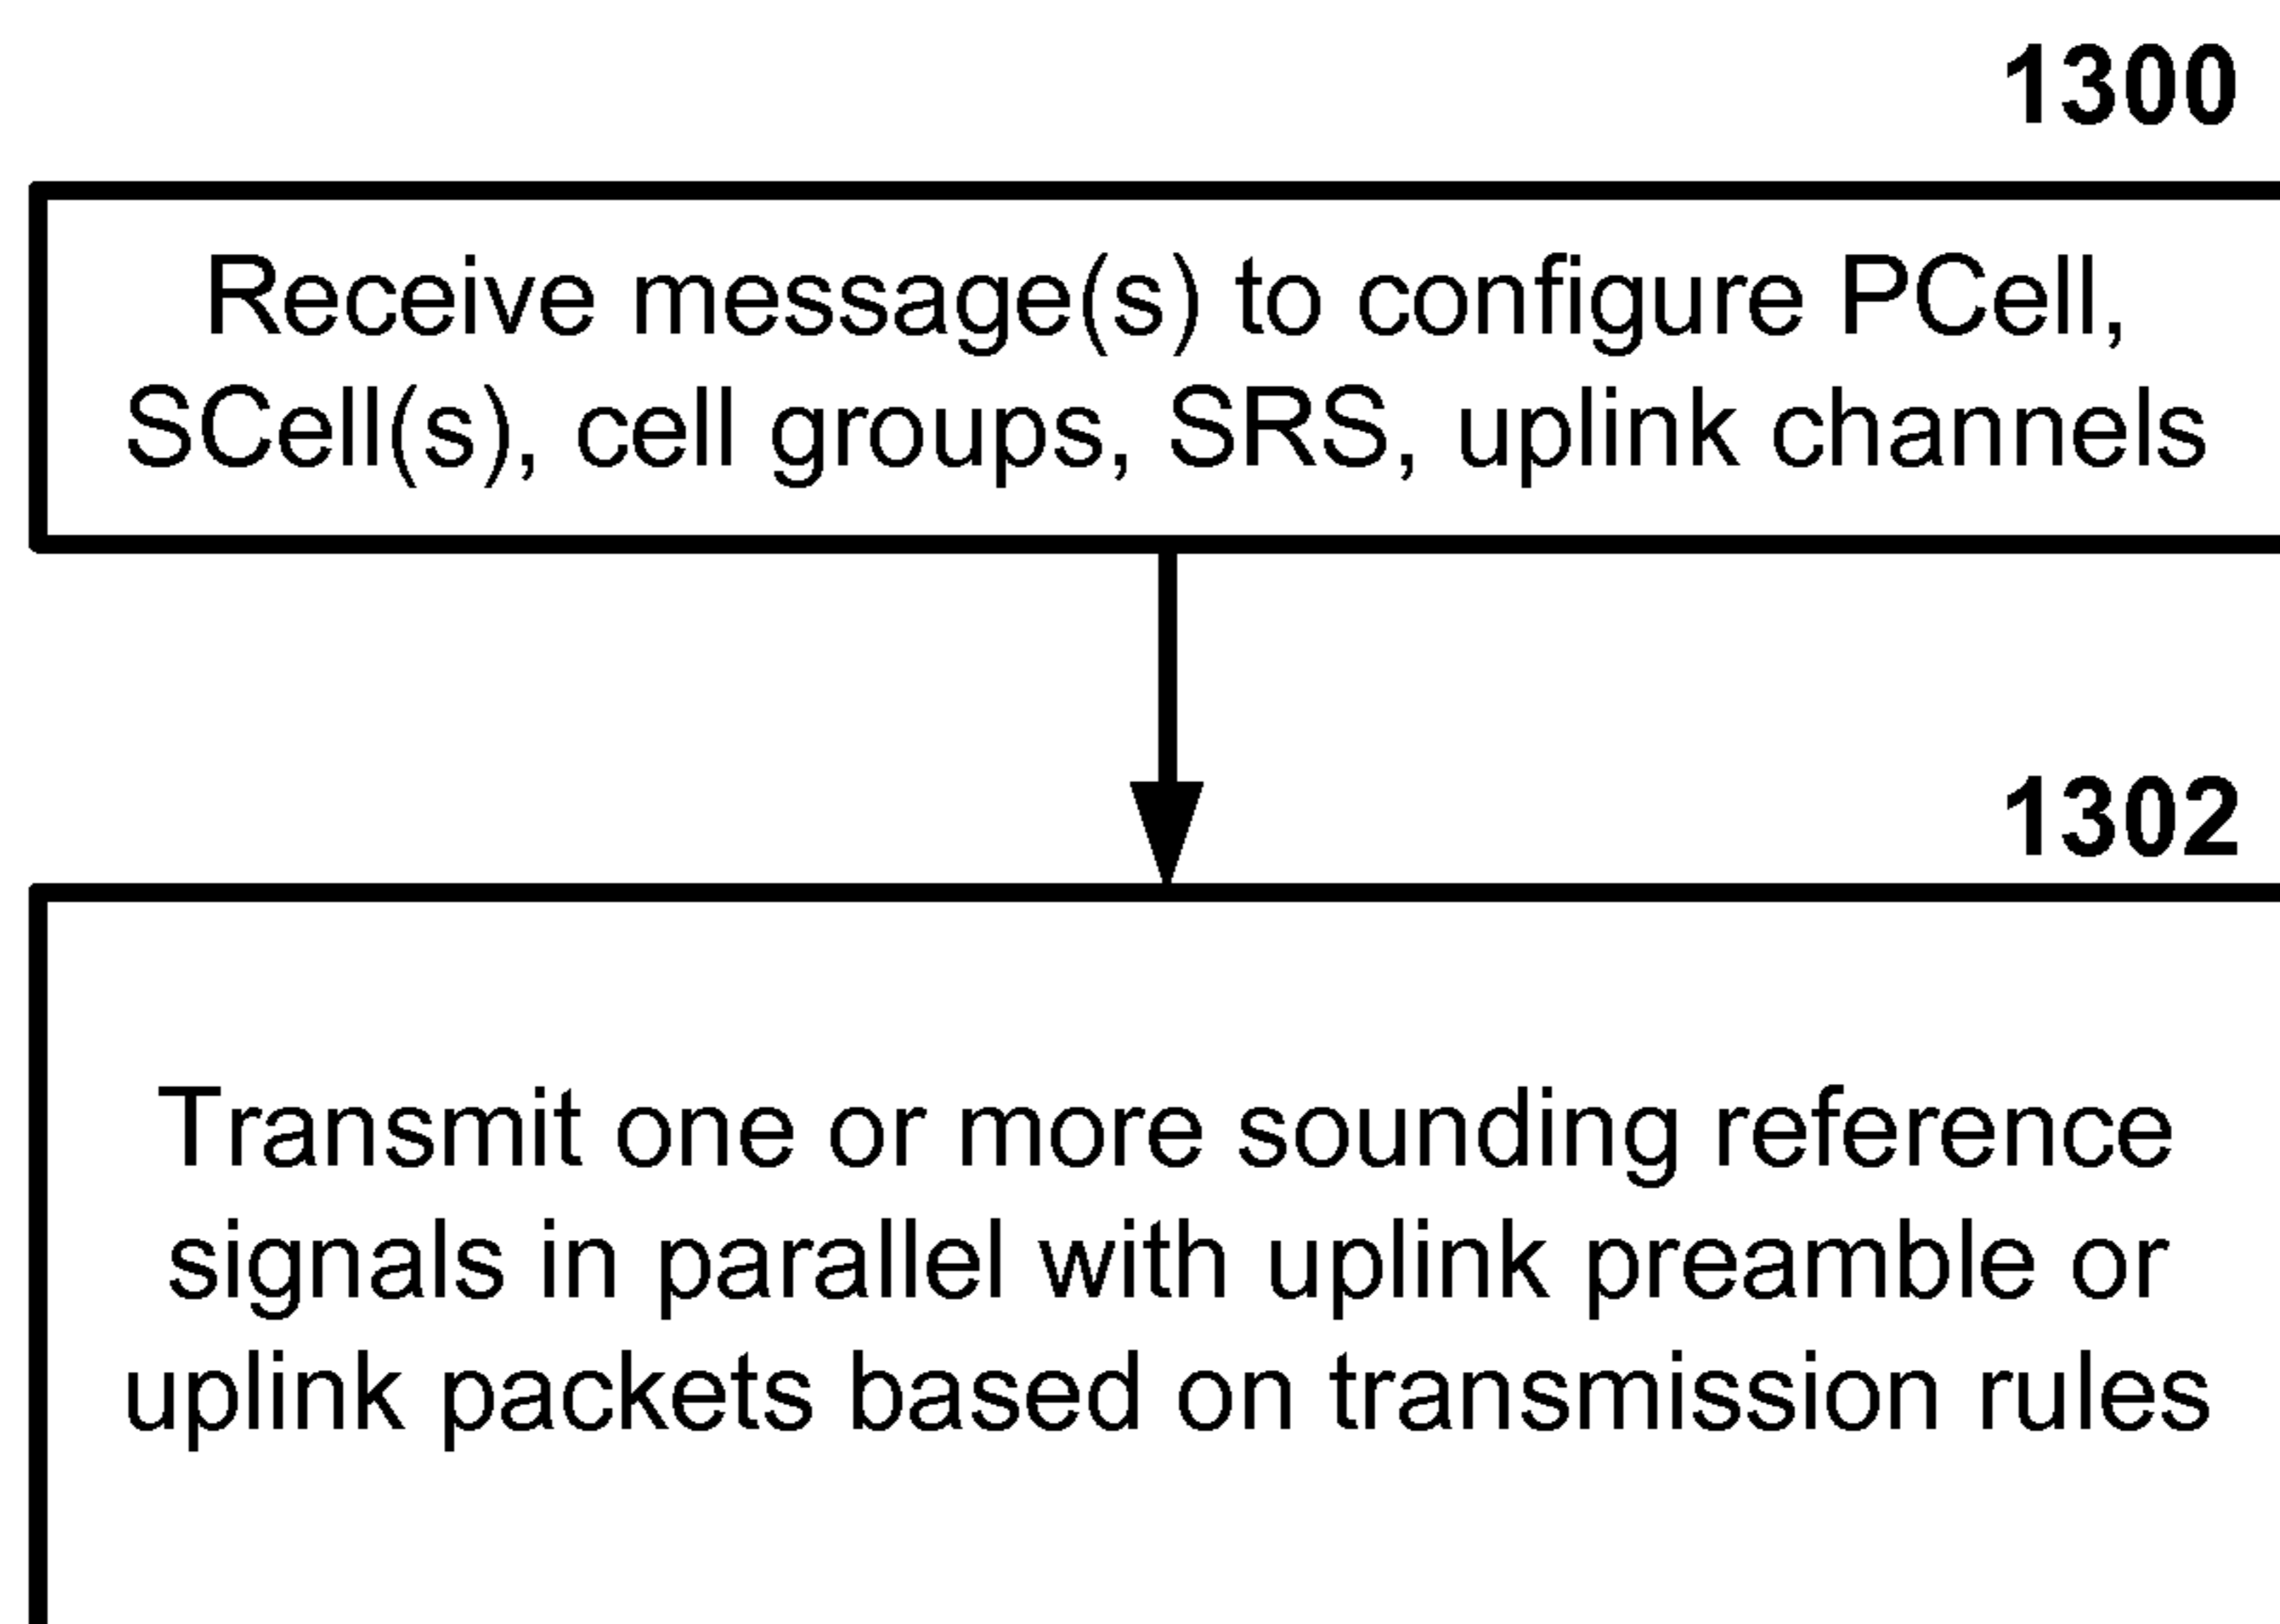 1300
Receive message(s) to configure PCell,
SCell(s), cell groups, SRS, uplink channels
1302
Transmit one or more sounding reference
signals in parallel with uplink preamble or
uplink packets based on transmission rules